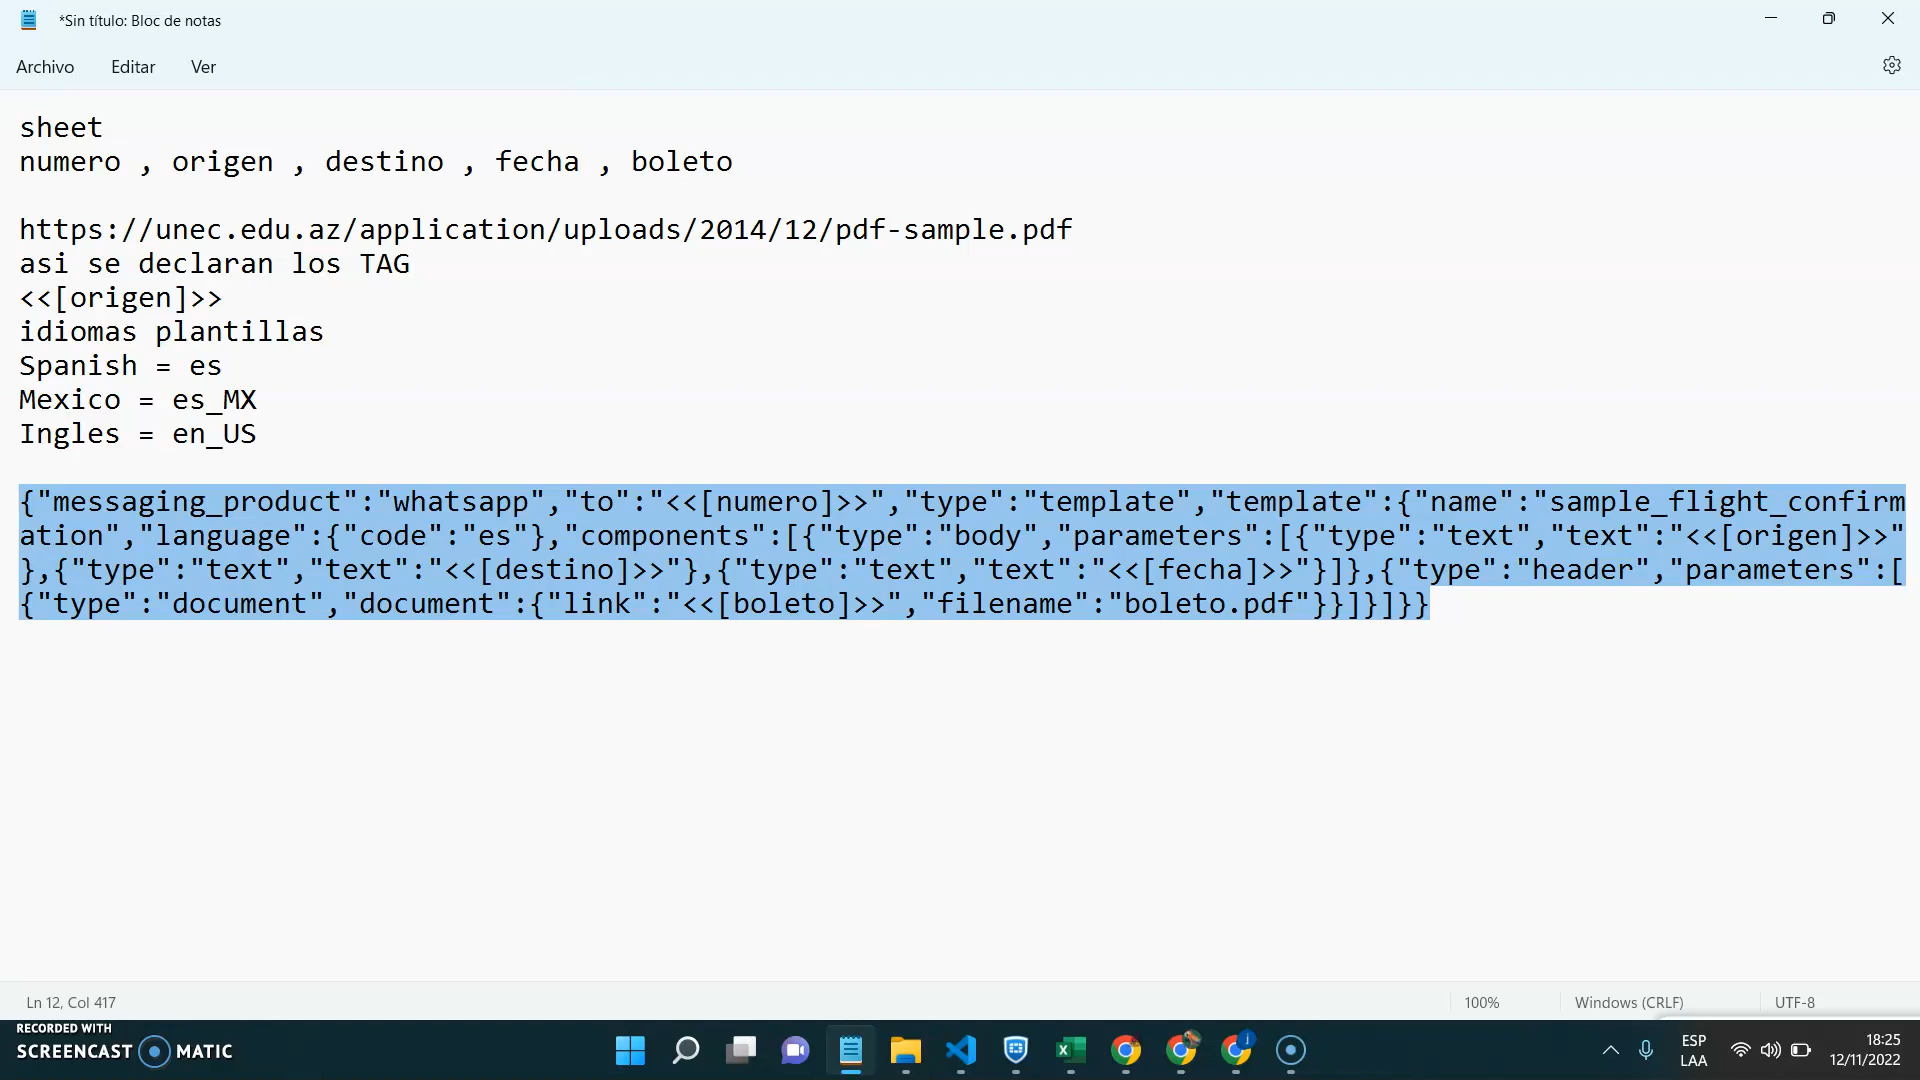 *Sin título: Bloc de notas
Archivo Editar Ver
sheet
numero , origen , destino , fecha , boleto
https://unec.edu.az/application/uploads/2014/12/pdf-sample.pdf
asi se declaran los TAG
<<[origen]>>
idiomas plantillas
Spanish = es
Mexico = es_MX
Ingles = en_US
{"messaging_product":"whatsapp","to":"<<[numero]>>","type":"template","template":{"name":"sample_flight_confirm
ation","language":{"code":"es"},"components":[{"type":"body","parameters":[{"type":"text","text":"<<[origen]>>"
},{"type":"text","text":"<<[destino]>>"},{"type":"text","text":"<<[fecha]>>"}]},{"type":"header","parameters":[
{"type":"document","document":{"link":"<<[boleto]>>","filename":"boleto.pdf"}}]}]}}
Ln 12, Col 417 100% Windows (CRLF) UTF-8
RECORDED WITH
SCREENCAST MATIC
ESP
LAA
18:25
12/11/2022